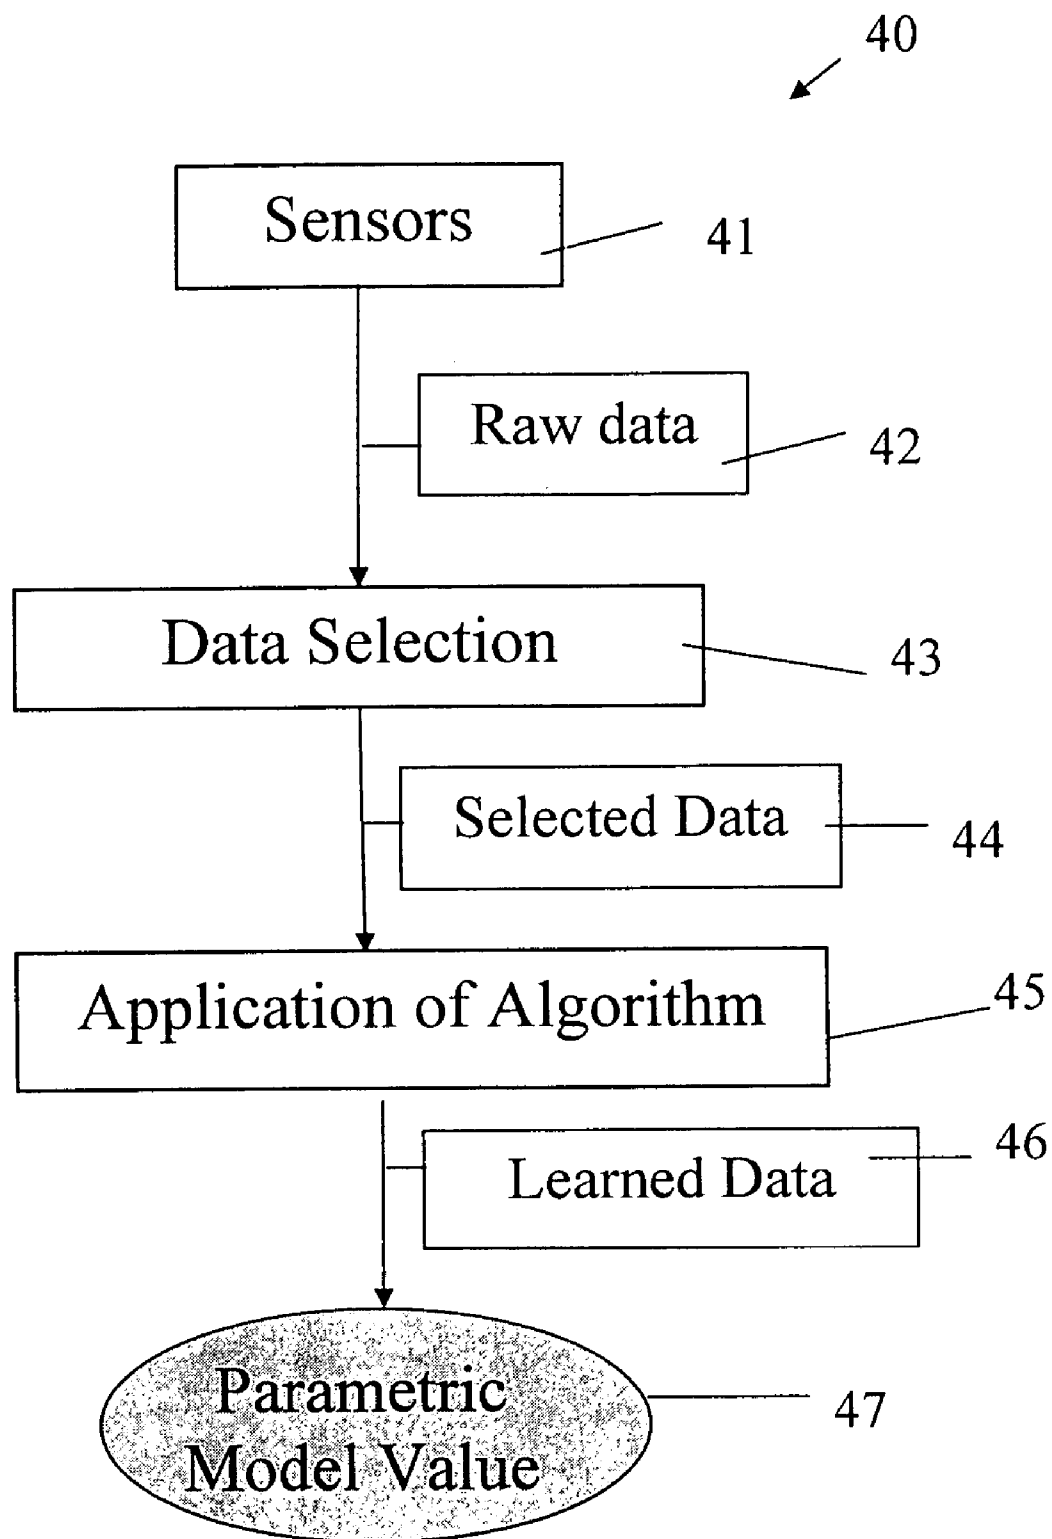 40
Sensors
41
Raw data
42
Data Selection
43
Selected Data
44
Application of Algorithm
45
Learned Data
46
Parametric
Model Value
47